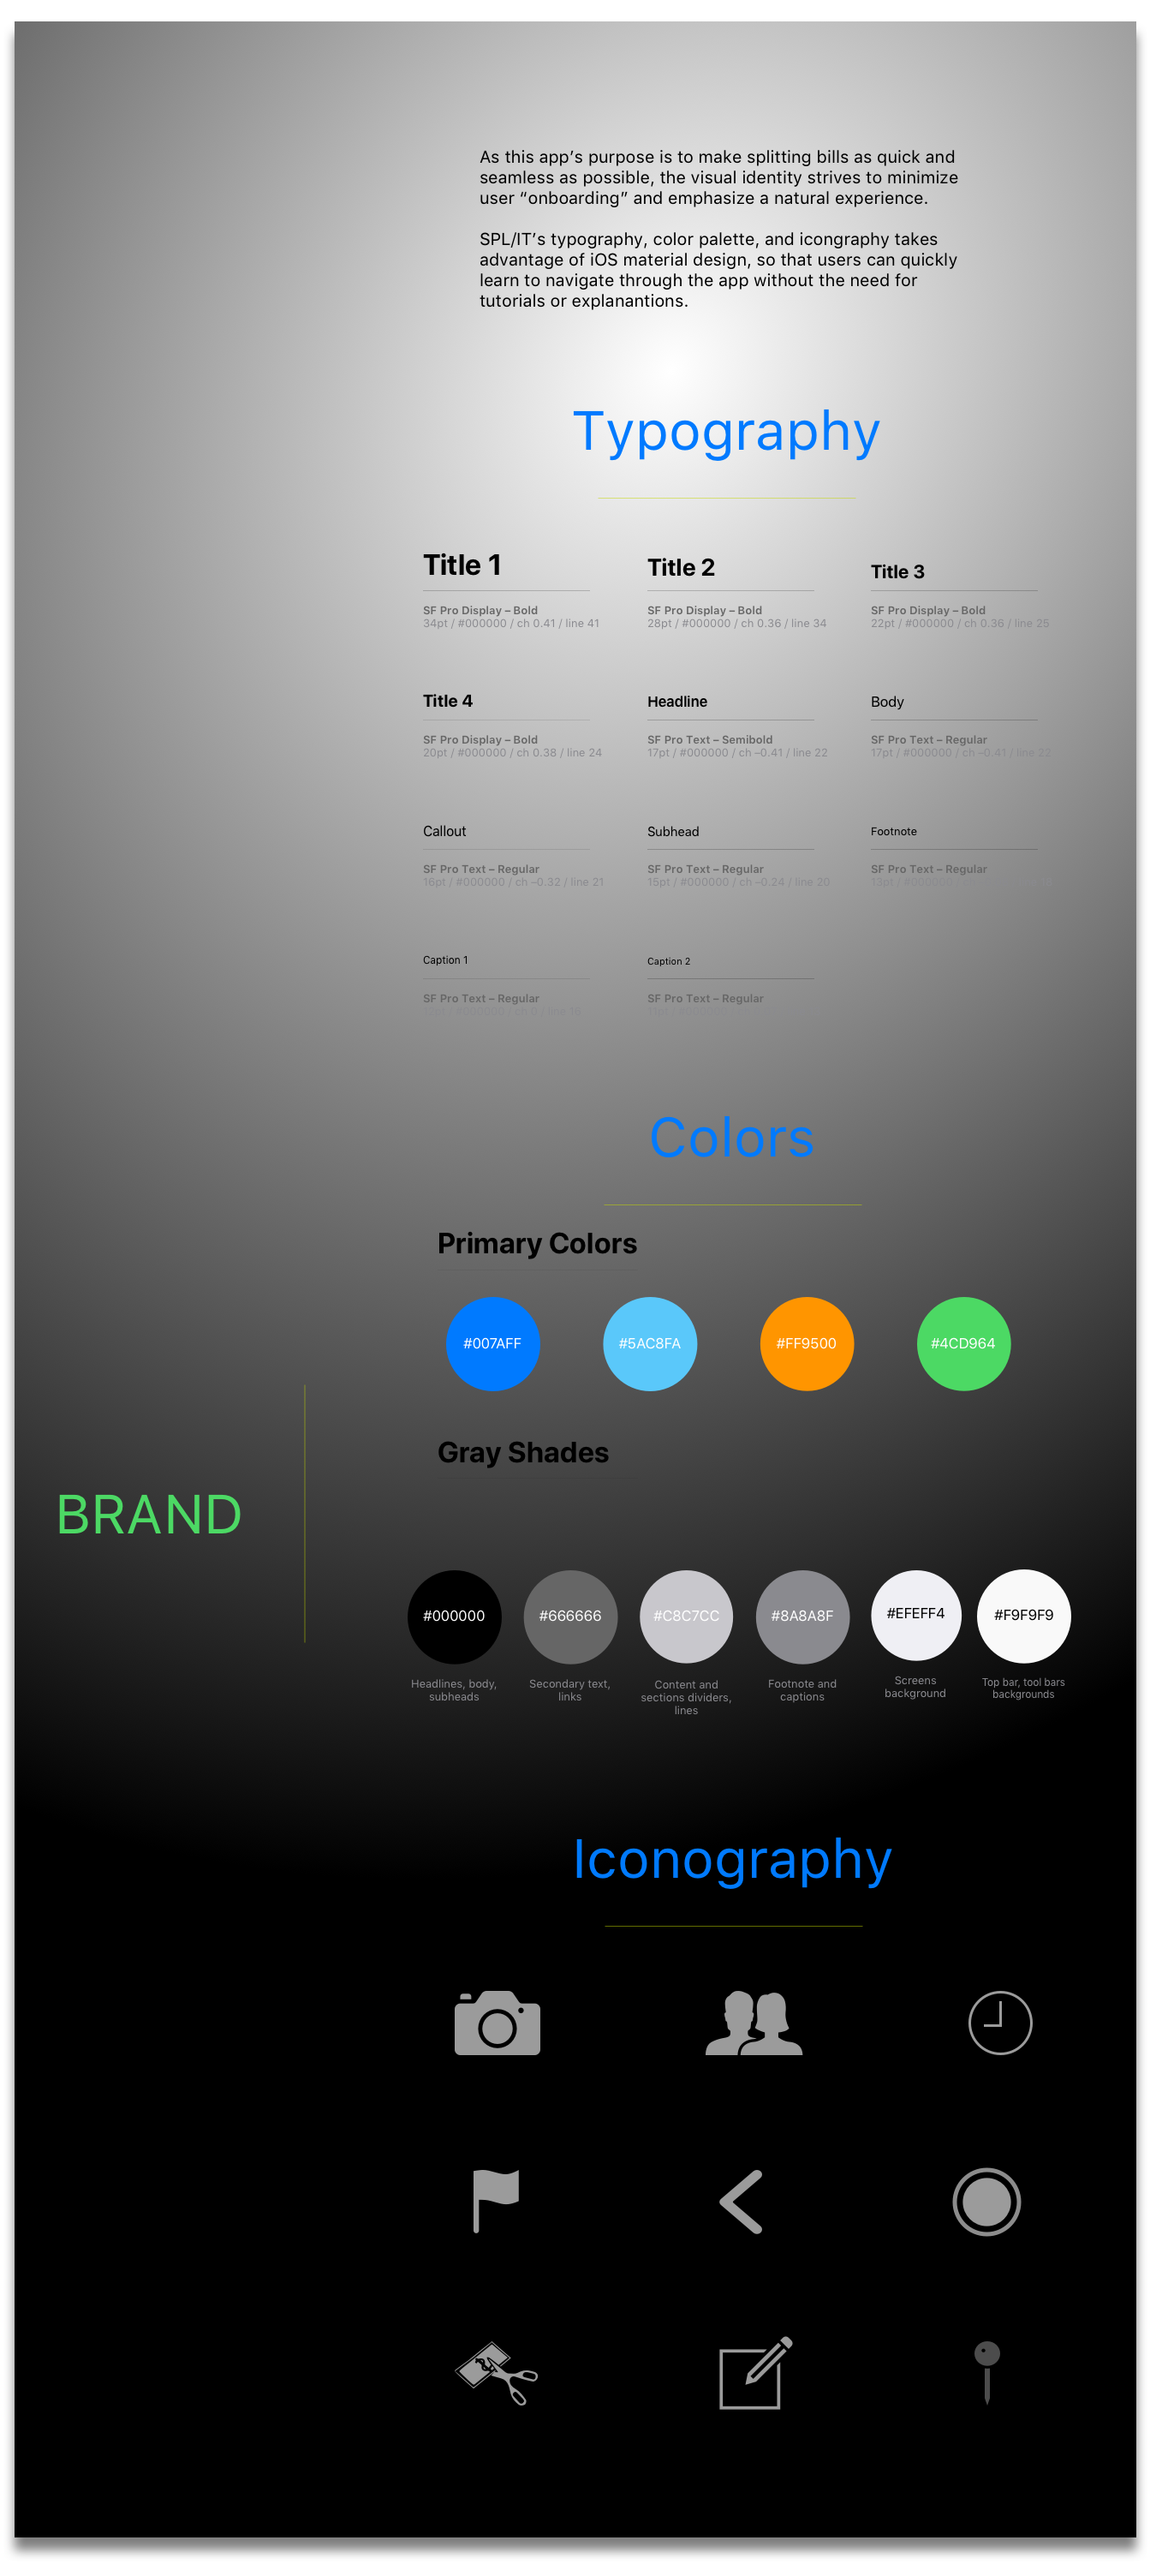 As this app’s purpose is to make splitting bills as quick and
seamless as possible, the visual identity strives to minimize
user “onboarding” and emphasize a natural experience.
SPL/IT’s typography, color palette, and icongraphy takes
advantage of iOS material design, so that users can quickly
learn to navigate through the app without the need for
tutorials or explanantions.
Typography
Title 1
SF Pro Display – Bold
34pt / #000000 / ch 0.41 / line 41
Title 2
SF Pro Display – Bold
28pt / #000000 / ch 0.36 / line 34
Title 3
SF Pro Display – Bold
22pt / #000000 / ch 0.36 / line 25
Title 4
SF Pro Display – Bold
20pt / #000000 / ch 0.38 / line 24
Headline
SF Pro Text – Semibold
17pt / #000000 / ch –0.41 / line 22
Body
SF Pro Text – Regular
17pt / #000000 / ch –0.41 / line 22
Callout
SF Pro Text – Regular
16pt / #000000 / ch –0.32 / line 21
Subhead
SF Pro Text – Regular
15pt / #000000 / ch –0.24 / line 20
Footnote
SF Pro Text – Regular
13pt / #000000
Caption 1
SF Pro Text – Regular
Caption 2
SF Pro Text – Regular
Colors
Primary Colors
#007AFF
#5AC8FA
#FF9500
#4CD964
Gray Shades
BRAND
#000000
#666666
#C8C7CC
#8A8A8F
#EFEFF4
#F9F9F9
Headlines, body,
subheads
Secondary text,
links
Content and
sections dividers,
lines
Footnote and
captions
Screens
background
Top bar, tool bars
backgrounds
Iconography